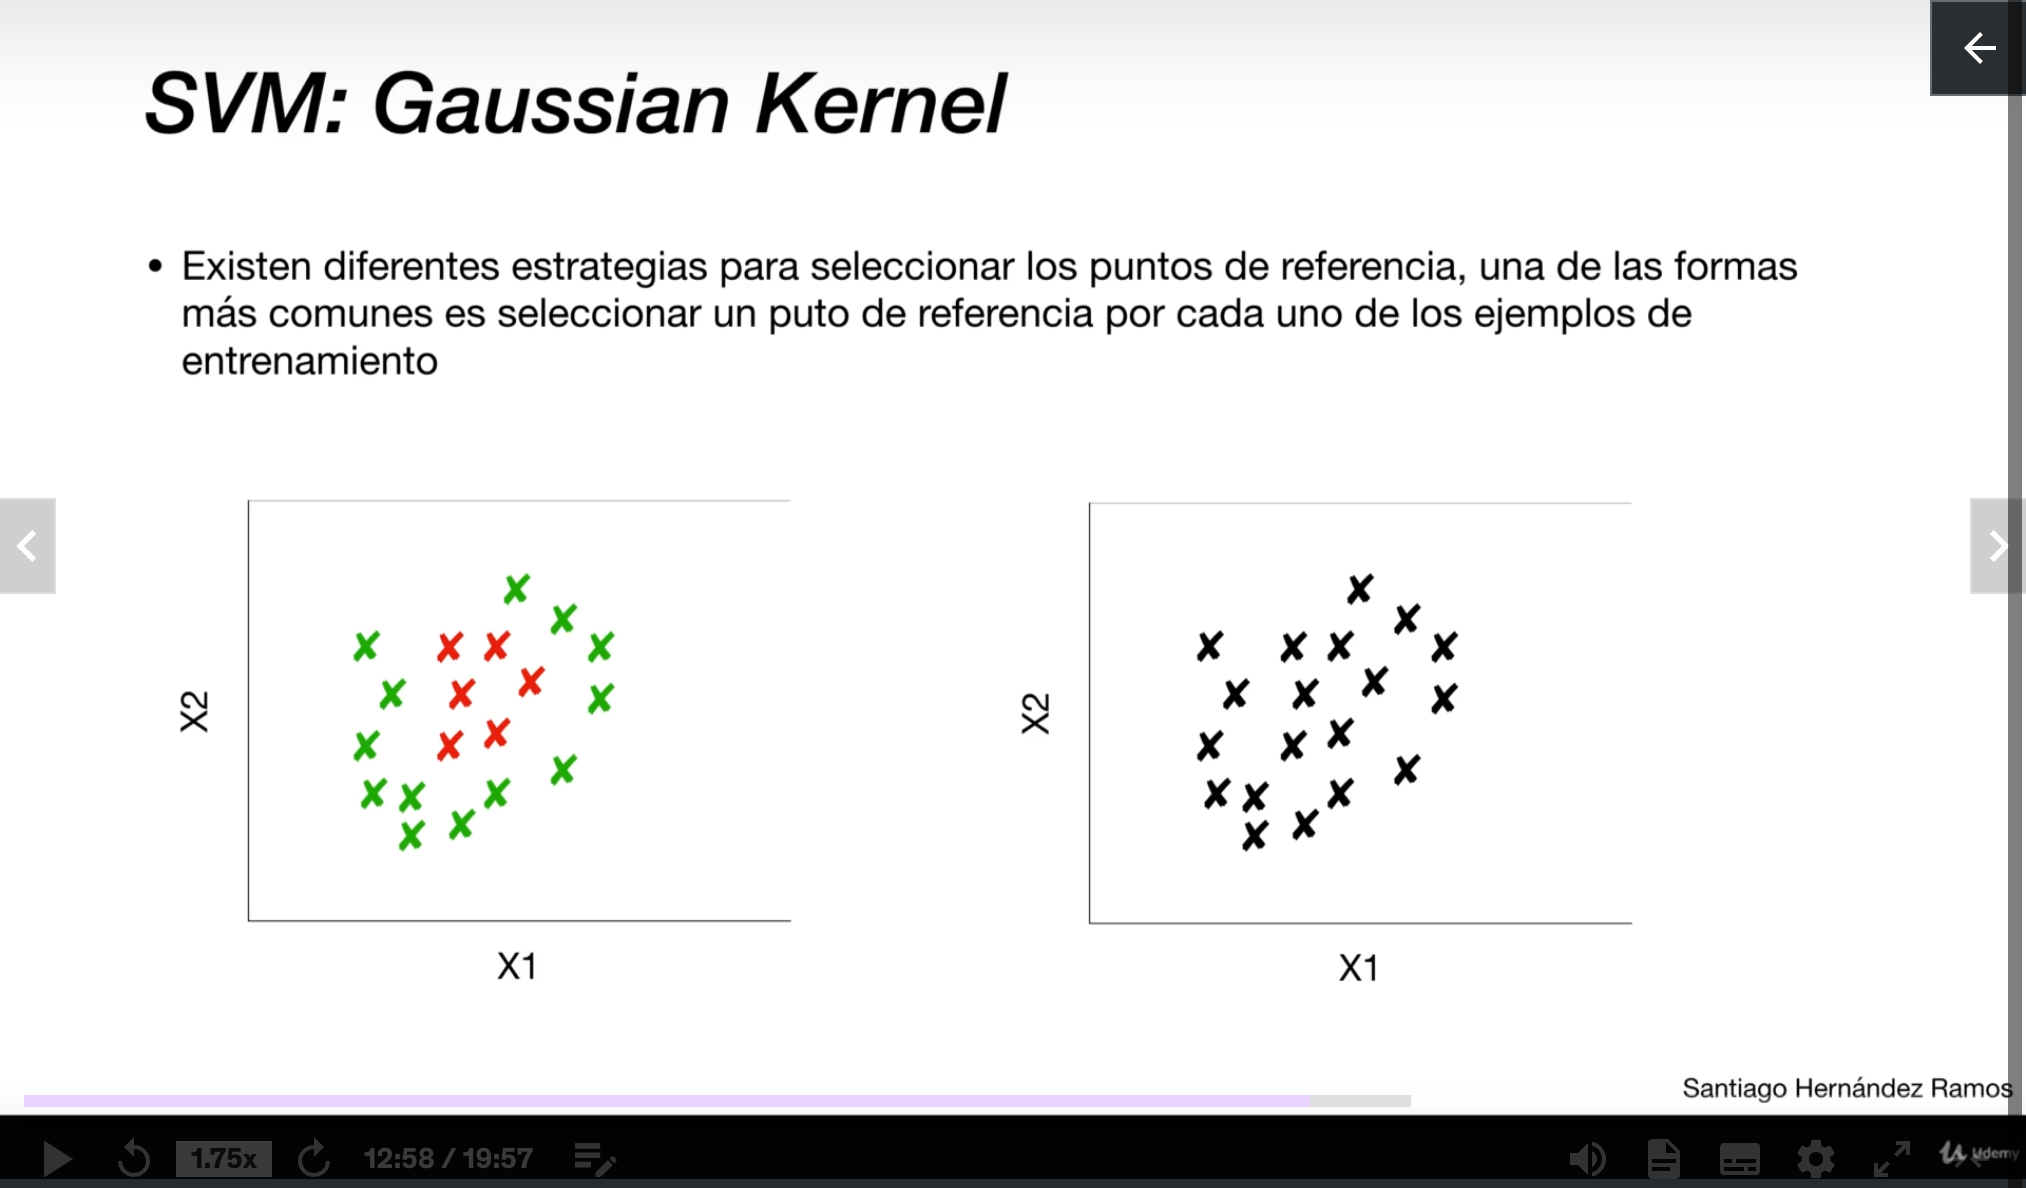 SVM: Gaussian Kernel
• Existen diferentes estrategias para seleccionar los puntos de referencia, una de las formas
más comunes es seleccionar un puto de referencia por cada uno de los ejemplos de
entrenamiento
X2
X1
X2
X1
Santiago Hernández Ramos
1.75x
12:58 / 19:57
Udemy